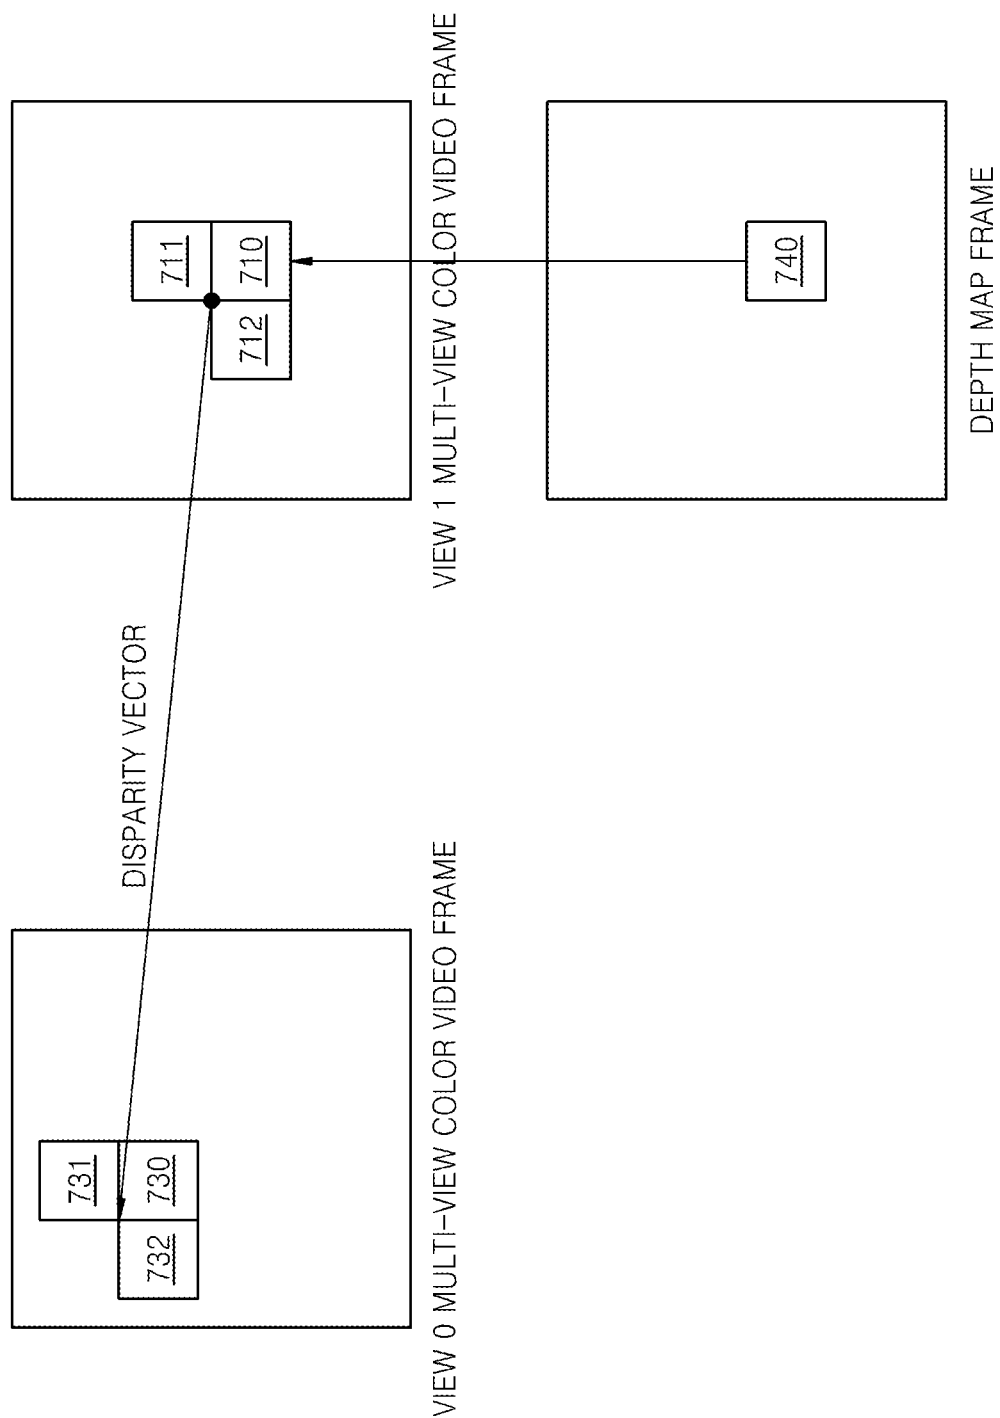 731
732
730
VIEW 0 MULTI-VIEW COLOR VIDEO FRAME
DISPARITY VECTOR
711
712
710
VIEW 1 MULTI-VIEW COLOR VIDEO FRAME
740
DEPTH MAP FRAME